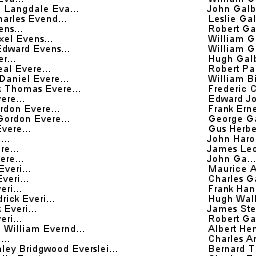 Langdale Eva... John Galb
harles Evend... Leslie Gal
ens... Robert Ga
xel Evens... William G
Edward Evens... William G
er... Hugh Galb
eal Evere... Robert Pa
Daniel Evere... William Bi
Thomas Evere... Frederic C
vere... Edward Jo
rdon Evere... Frank Erne
Gordon Evere... George Ga
Evere... Gus Herbe
... John Haro
re... James Leo
ere... John Ga...
Everi... Maurice A
Everi... Charles Ga
veri... Frank Han
drick Everi... Hugh Wall
Everi... James Ste
veri... Robert Ga
William Evernd... Albert Her
... Charles Ar
ley Bridgwood Everslei... Bernard T